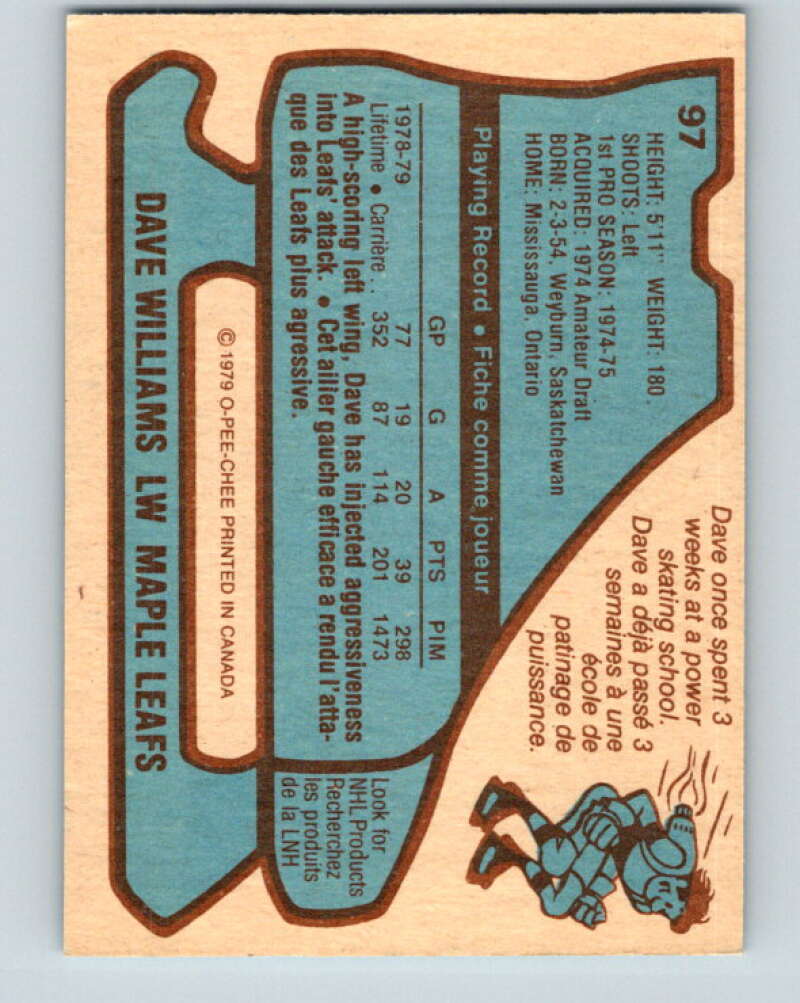 97
HEIGHT: 5'11" WEIGHT: 180.
SHOOTS: Left
1st PRO SEASON: 1974-75
ACQUIRED: 1974 Amateur Draft
BORN: 2-3-54, Weyburn, Saskatchewan
HOME: Mississauga, Ontario
Playing Record • Fiche comme joueur
GP G A PTS PIM
1978-79 77 19 20 39 298
Lifetime • Carrière .. 352 87 114 201 1473
A high-scoring left wing, Dave has injected aggressiveness
into Leafs' attack. • Cet ailier gauche efficace a rendu l'atta-
que des Leafs plus agressive.
Dave once spent 3
weeks at a power
skating school.
Dave a déjà passé 3
semaines à une
école de
patinage de
puissance.
Look for
NHL Products
Recherchez
les produits
de la LNH
© 1979 O-PEE-CHEE PRINTED IN CANADA
DAVE WILLIAMS LW MAPLE LEAFS